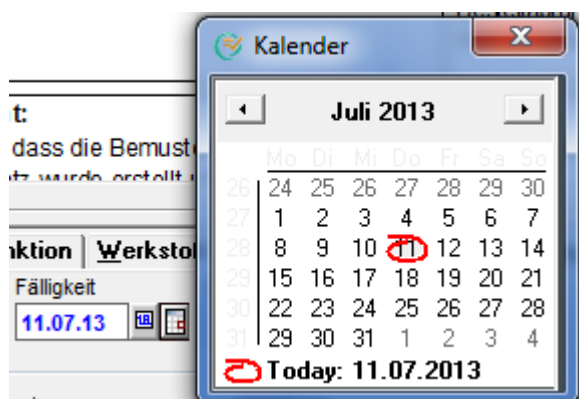 Kalender
Juli 2013
t:
dass die Bemuste
Mo Di Mi Do Fr Sa So
26 24 25 26 27 28 29 30
27 1 2 3 4 5 6 7
28 8 9 10 11 12 13 14
29 15 16 17 18 19 20 21
30 22 23 24 25 26 27 28
31 29 30 31 1 2 3 4
Today: 11.07.2013
nktion Werkstof
Fälligkeit
11.07.13